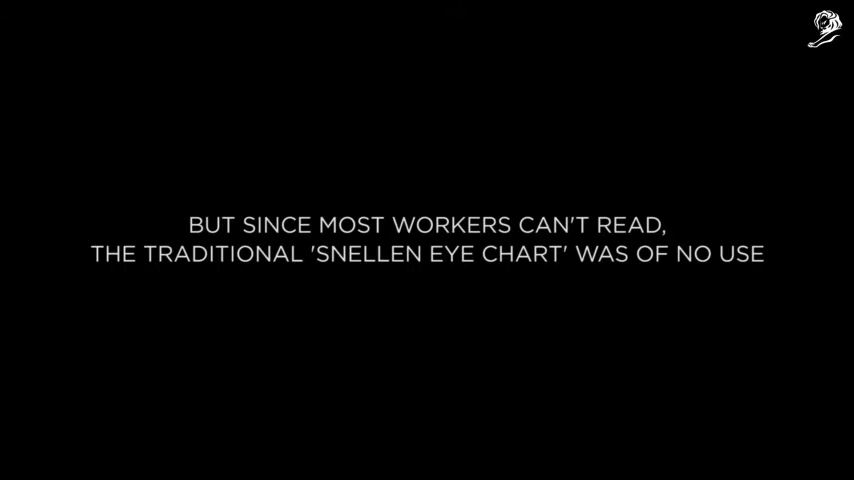 BUT SINCE MOST WORKERS CAN'T READ,
THE TRADITIONAL 'SNELLEN EYE CHART' WAS OF NO USE